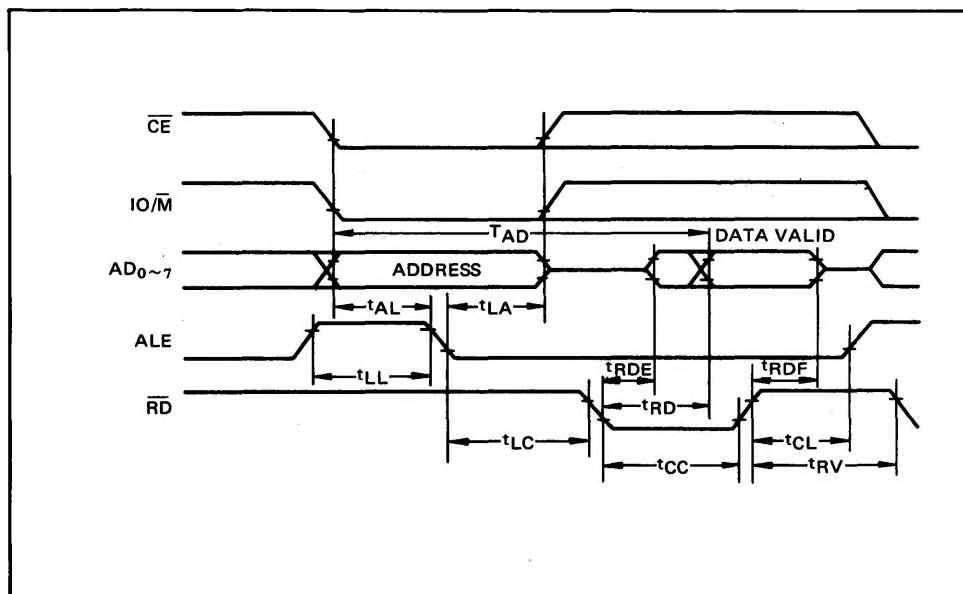 CE
IO/M
TAD
DATA VALID
AD0~7
ADDRESS
tAL
tLA
ALE
tLL
tRDE
tRDF
RD
tRD
tLC
tCC
tCL
tRV